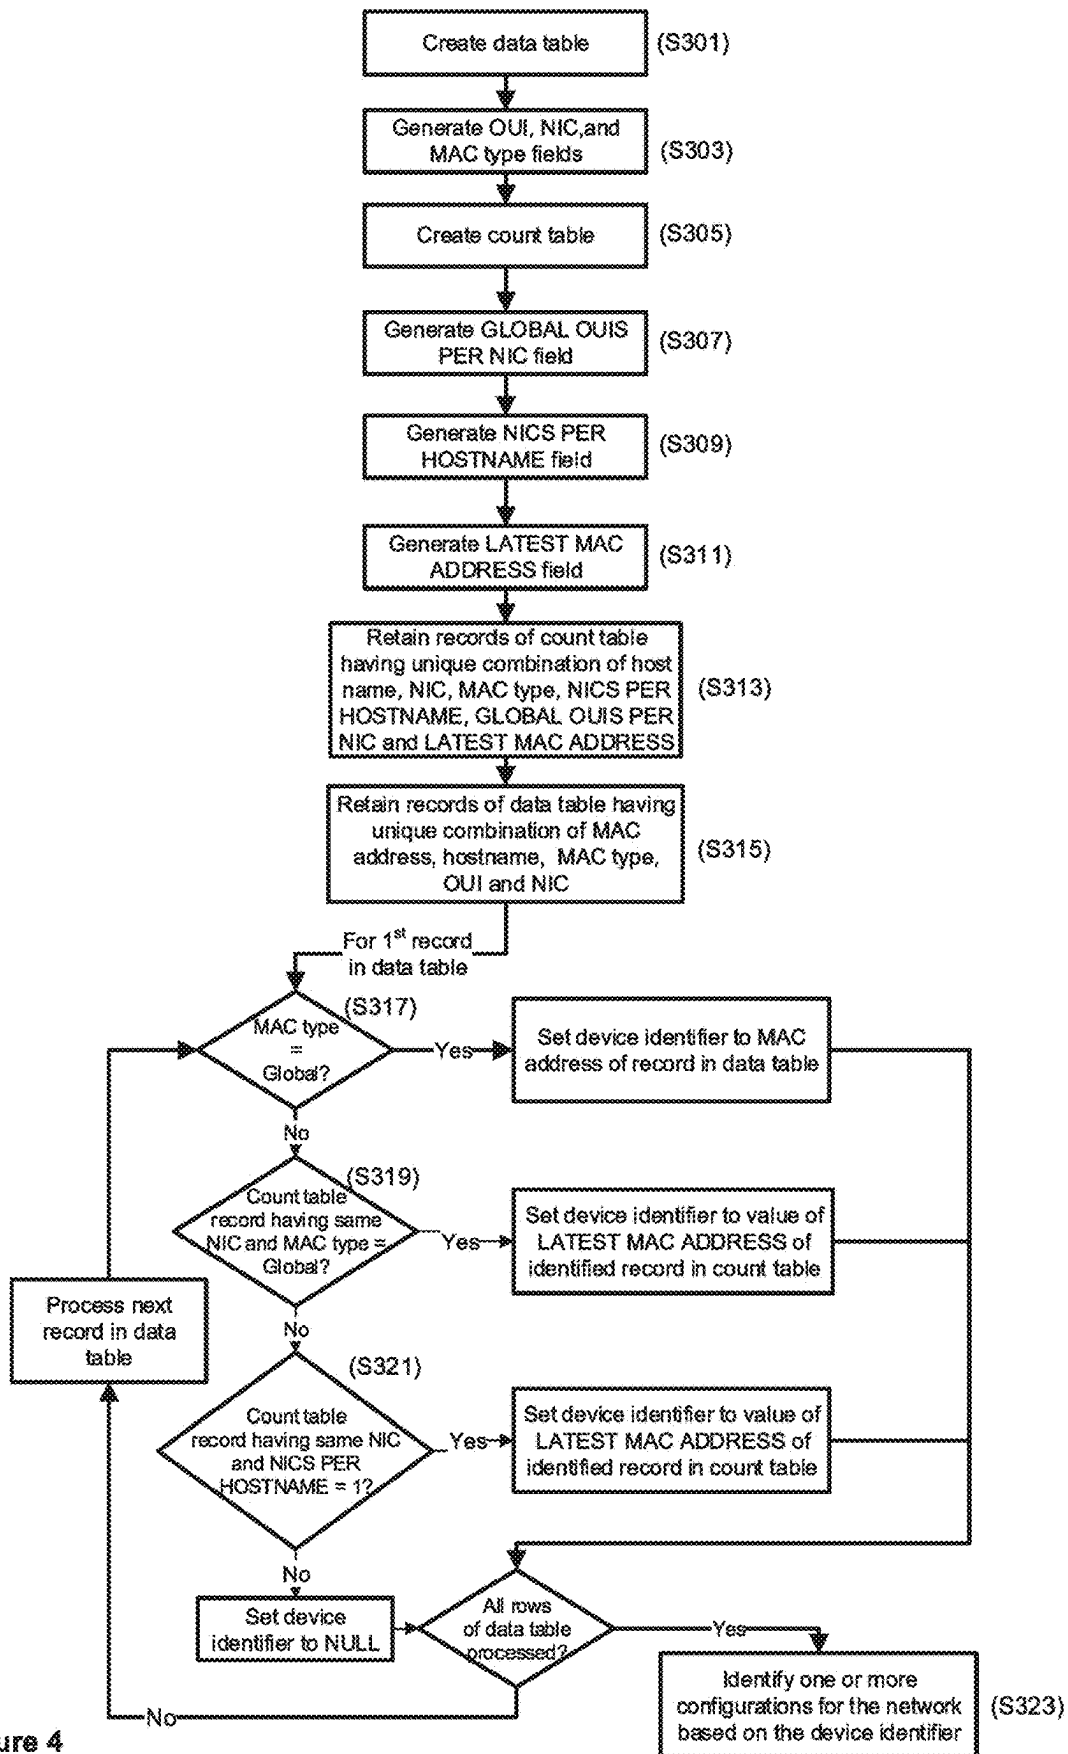 Create data table
(S301)
Generate OUI, NIC,and
MAC type fields
(S303)
Create count table
(S305)
Generate GLOBAL OUIS
PER NIC field
(S307)
Generate NICS PER
HOSTNAME field
(S309)
Generate LATEST MAC
ADDRESS field
(S311)
Retain records of count table
having unique combination of host
name, NIC, MAC type, NICS PER
HOSTNAME, GLOBAL OUIS PER
NIC and LATEST MAC ADDRESS
(S313)
Retain records of data table having
unique combination of MAC
address, hostname, MAC type,
OUI and NIC
(S315)
For 1st record
in data table
(S317)
MAC type
=
Global?
Yes
Set device identifier to MAC
address of record in data table
No
(S319)
Count table
record having same
NIC and MAC type =
Global?
Yes
Set device identifier to value of
LATEST MAC ADDRESS of
identified record in count table
Process next
record in data
table
No
(S321)
Count table
record having same NIC
and NICS PER
HOSTNAME = 1?
Yes
Set device identifier to value of
LATEST MAC ADDRESS of
identified record in count table
No
Set device
identifier to NULL
All rows
of data table
processed?
Yes
No
Identify one or more
configurations for the network
based on the device identifier
(S323)
ure 4